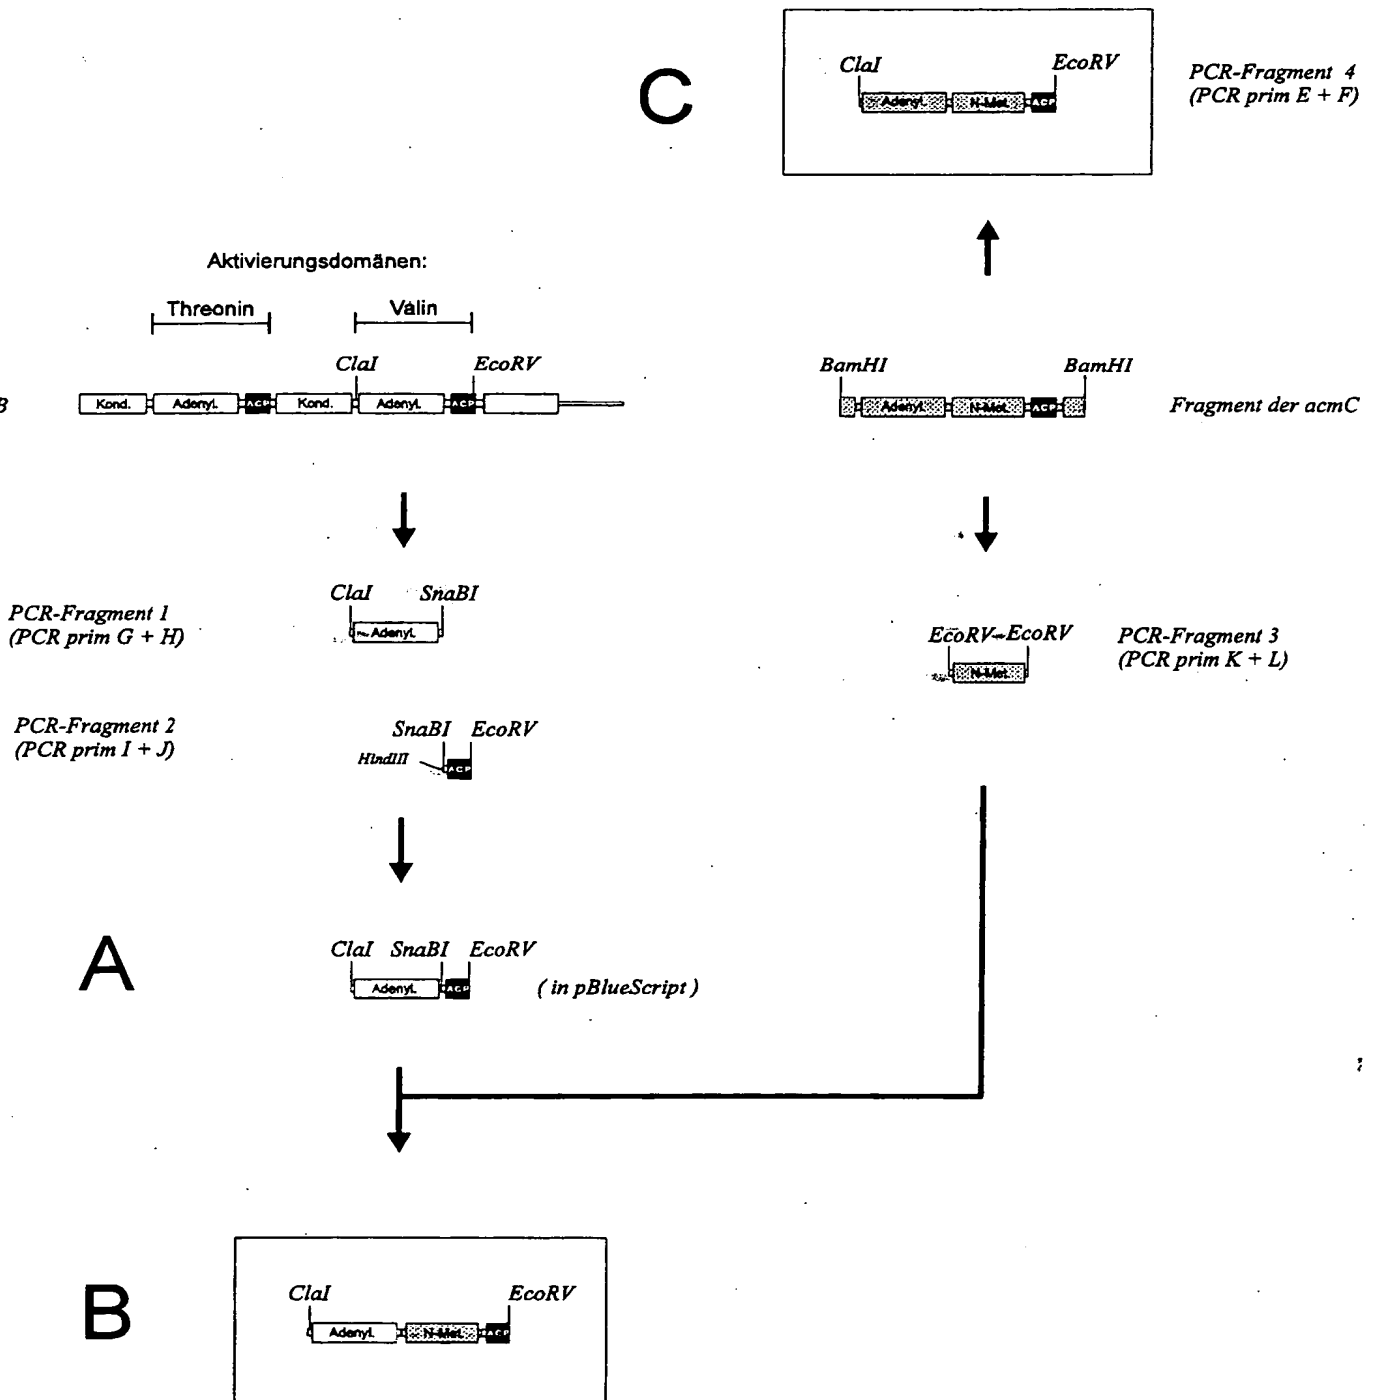 C
ClaI EcoRV
Adenyl. N-Met. ACP
PCR-Fragment 4
(PCR prim E + F)
Aktivierungsdomänen:
Threonin Valin
ClaI EcoRV
B
Kond. Adenyl. ACP Kond. Adenyl. ACP
BamHI BamHI
Adenyl. N-Met. ACP
Fragment der acmC
PCR-Fragment 1
(PCR prim G + H)
ClaI SnaBI
Adenyl.
EcoRV EcoRV
N-Met.
PCR-Fragment 3
(PCR prim K + L)
PCR-Fragment 2
(PCR prim I + J)
SnaBI EcoRV
HindIII
ACP
A
ClaI SnaBI EcoRV
Adenyl. ACP
( in pBlueScript )
B
ClaI EcoRV
Adenyl. N-Met. ACP